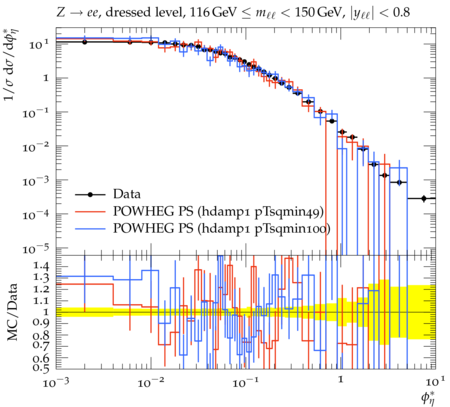 Z → ee, dressed level, 116 GeV ≤ mℓℓ < 150 GeV, |yℓℓ| < 0.8
1/σ dσ/dϕ*η
10¹
1
10⁻¹
10⁻²
10⁻³
10⁻⁴
10⁻⁵
Data
POWHEG PS (hdamp1 pTsqmin49)
POWHEG PS (hdamp1 pTsqmin100)
MC/Data
1.4
1.3
1.2
1.1
1.0
0.9
0.8
0.7
0.6
0.5
10⁻³ 10⁻² 10⁻¹ 1 10¹
ϕ*η